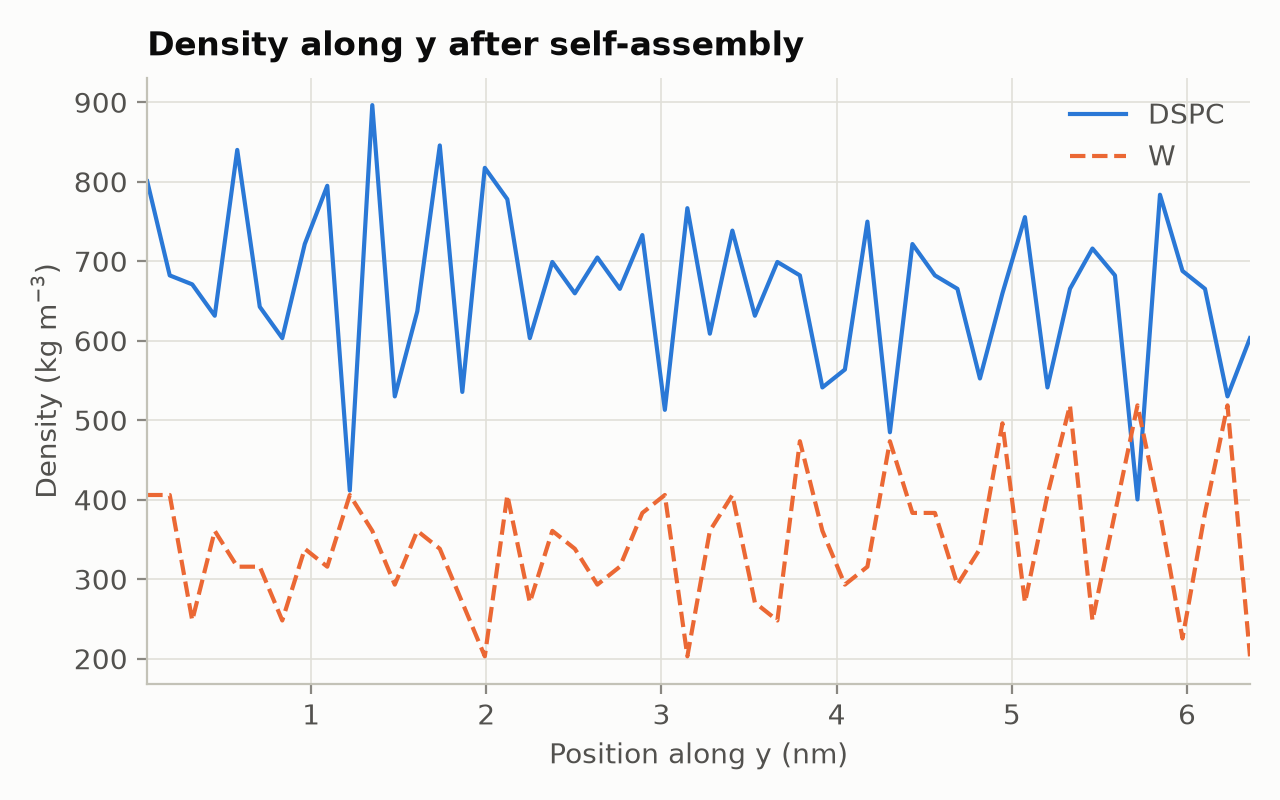 Density along y after self-assembly
Density (kg m⁻³)
900
800
700
600
500
400
300
200
DSPC
W
1 2 3 4 5 6
Position along y (nm)